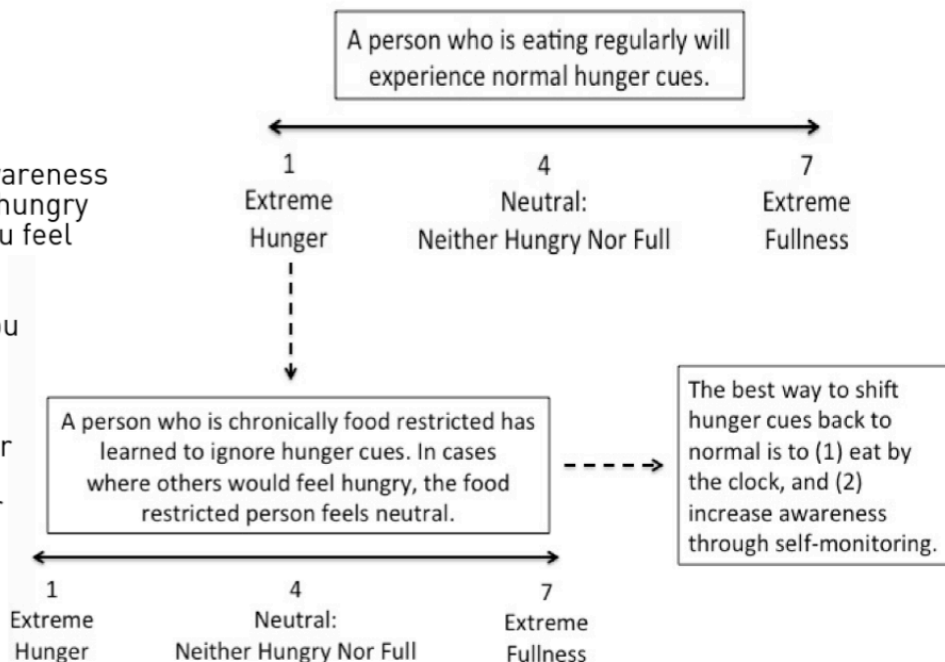 A person who is eating regularly will
experience normal hunger cues.
1
Extreme
Hunger
4
Neutral:
Neither Hungry Nor Full
7
Extreme
Fullness
hungry
u feel
A person who is chronically food restricted has
learned to ignore hunger cues. In cases
where others would feel hungry, the food
restricted person feels neutral.
The best way to shift
hunger cues back to
normal is to (1) eat by
the clock, and (2)
increase awareness
through self-monitoring.
1
Extreme
Hunger
4
Neutral:
Neither Hungry Nor Full
7
Extreme
Fullness